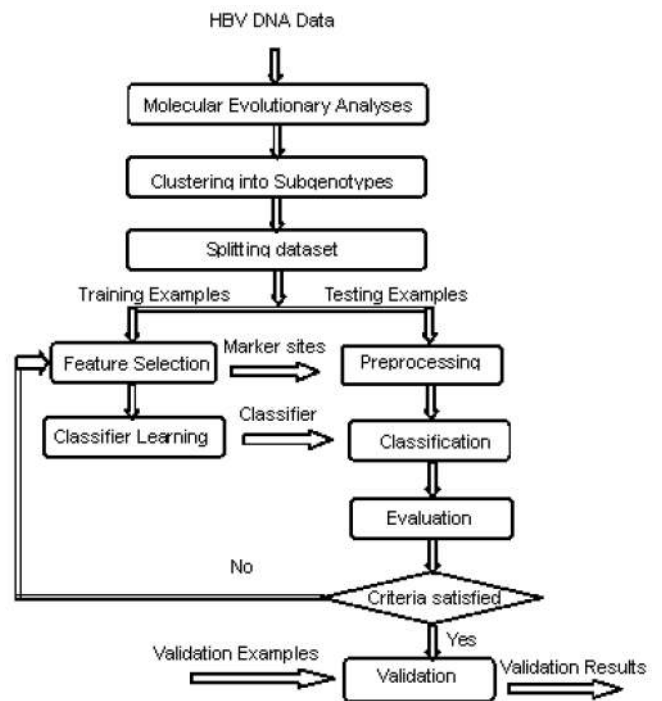 HBV DNA Data
Molecular Evolutionary Analyses
Clustering into Subgenotypes
Splitting dataset
Training Examples
Testing Examples
Feature Selection
Marker sites
Preprocessing
Classifier Learning
Classifier
Classification
Evaluation
No
Criteria satisfied
Yes
Validation Examples
Validation
Validation Results